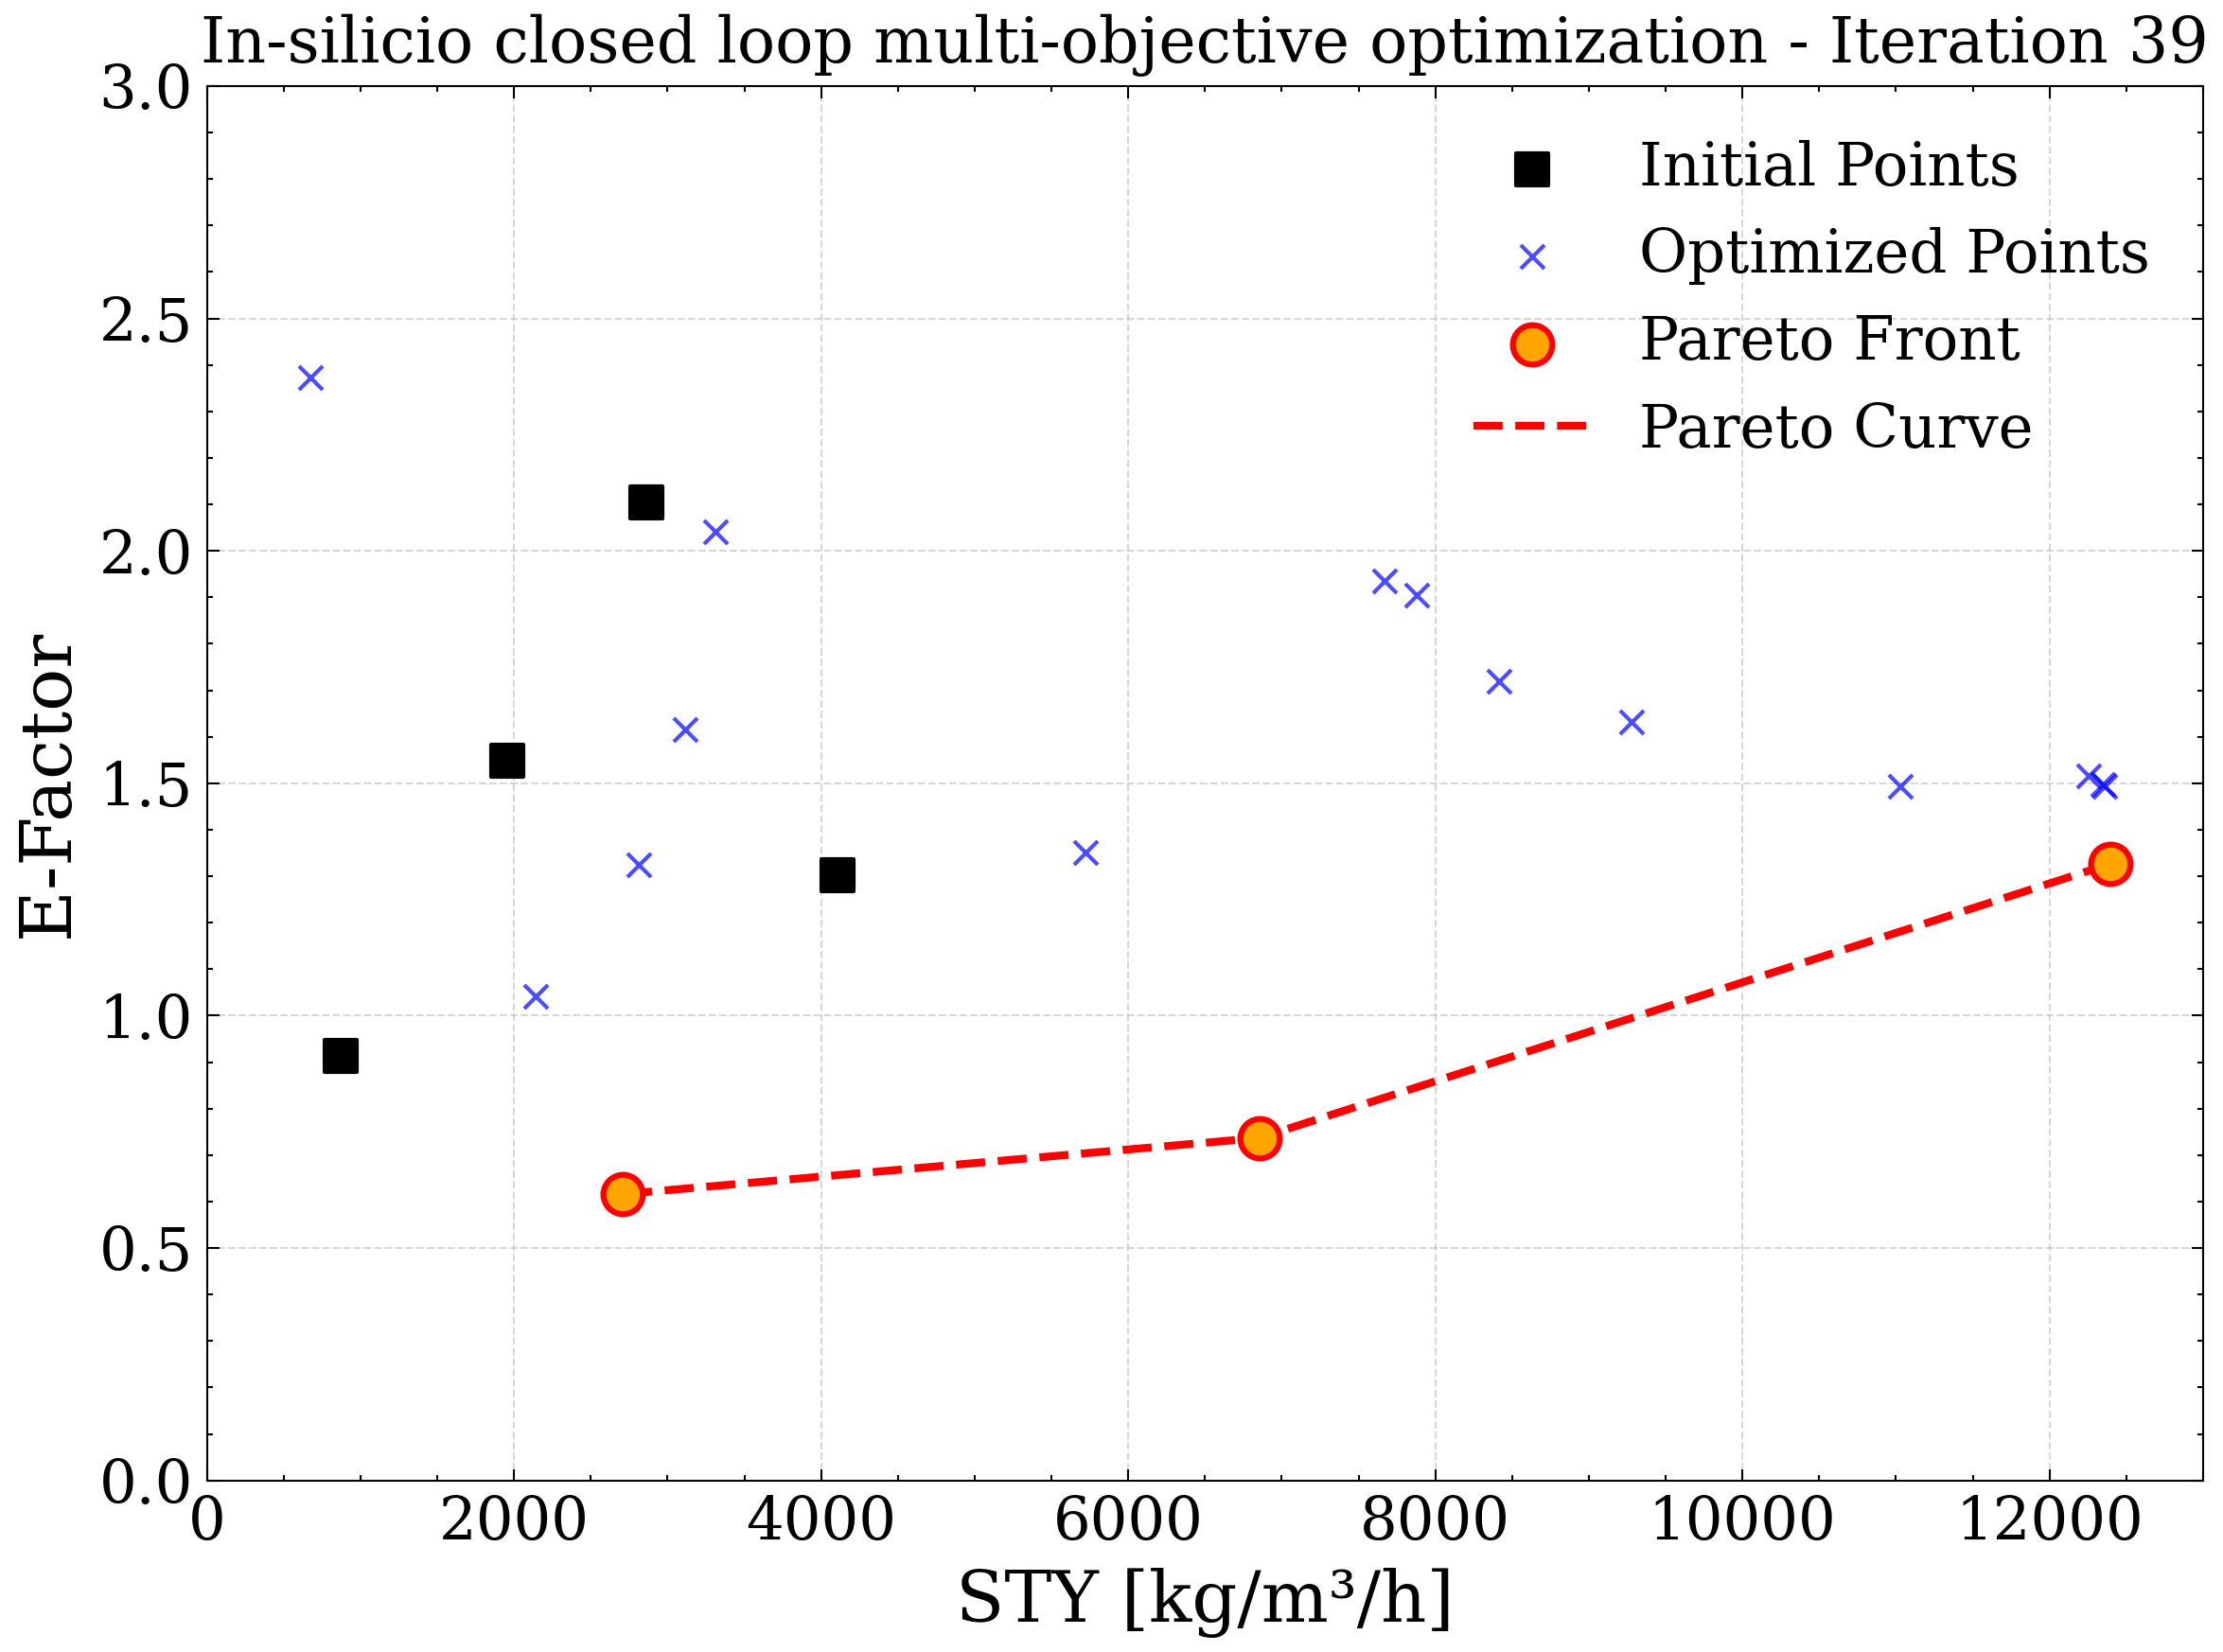 In-silicio closed loop multi-objective optimization - Iteration 39
3.0
2.5
2.0
1.5
1.0
0.5
0.0
E-Factor
Initial Points
Optimized Points
Pareto Front
Pareto Curve
0 2000 4000 6000 8000 10000 12000
STY [kg/m³/h]